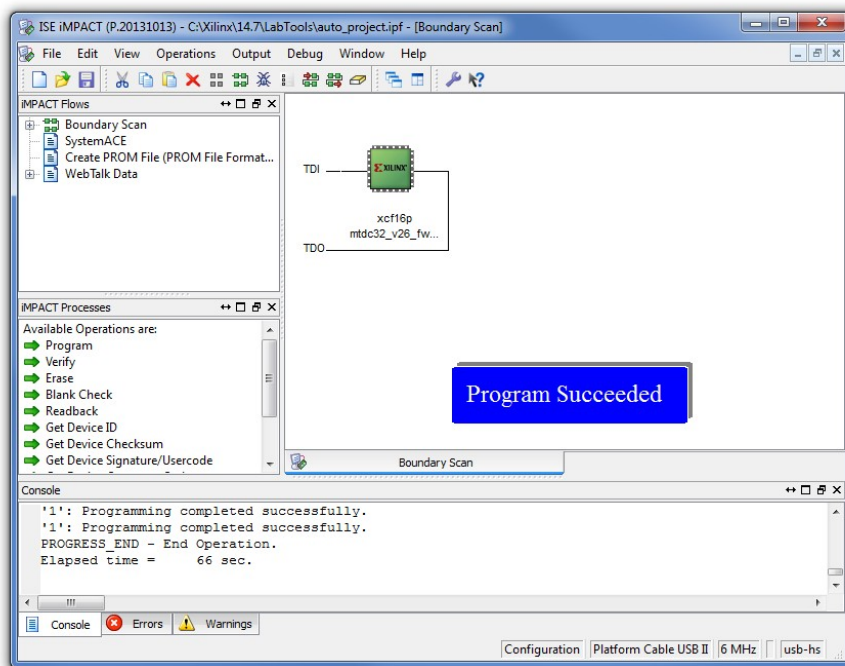 ISE iMPACT (P.20131013) - C:\Xilinx\14.7\LabTools\auto_project.ipf - [Boundary Scan]
File Edit View Operations Output Debug Window Help
iMPACT Flows
Boundary Scan
SystemACE
Create PROM File (PROM File Format...
WebTalk Data
TDI
XILINX
xcf16p
mtdc32_v26_fw...
TDO
iMPACT Processes
Available Operations are:
Program
Verify
Erase
Blank Check
Readback
Get Device ID
Get Device Checksum
Get Device Signature/Usercode
Program Succeeded
Boundary Scan
Console
'1': Programming completed successfully.
'1': Programming completed successfully.
PROGRESS_END - End Operation.
Elapsed time =     66 sec.
Console Errors Warnings
Configuration Platform Cable USB II 6 MHz usb-hs